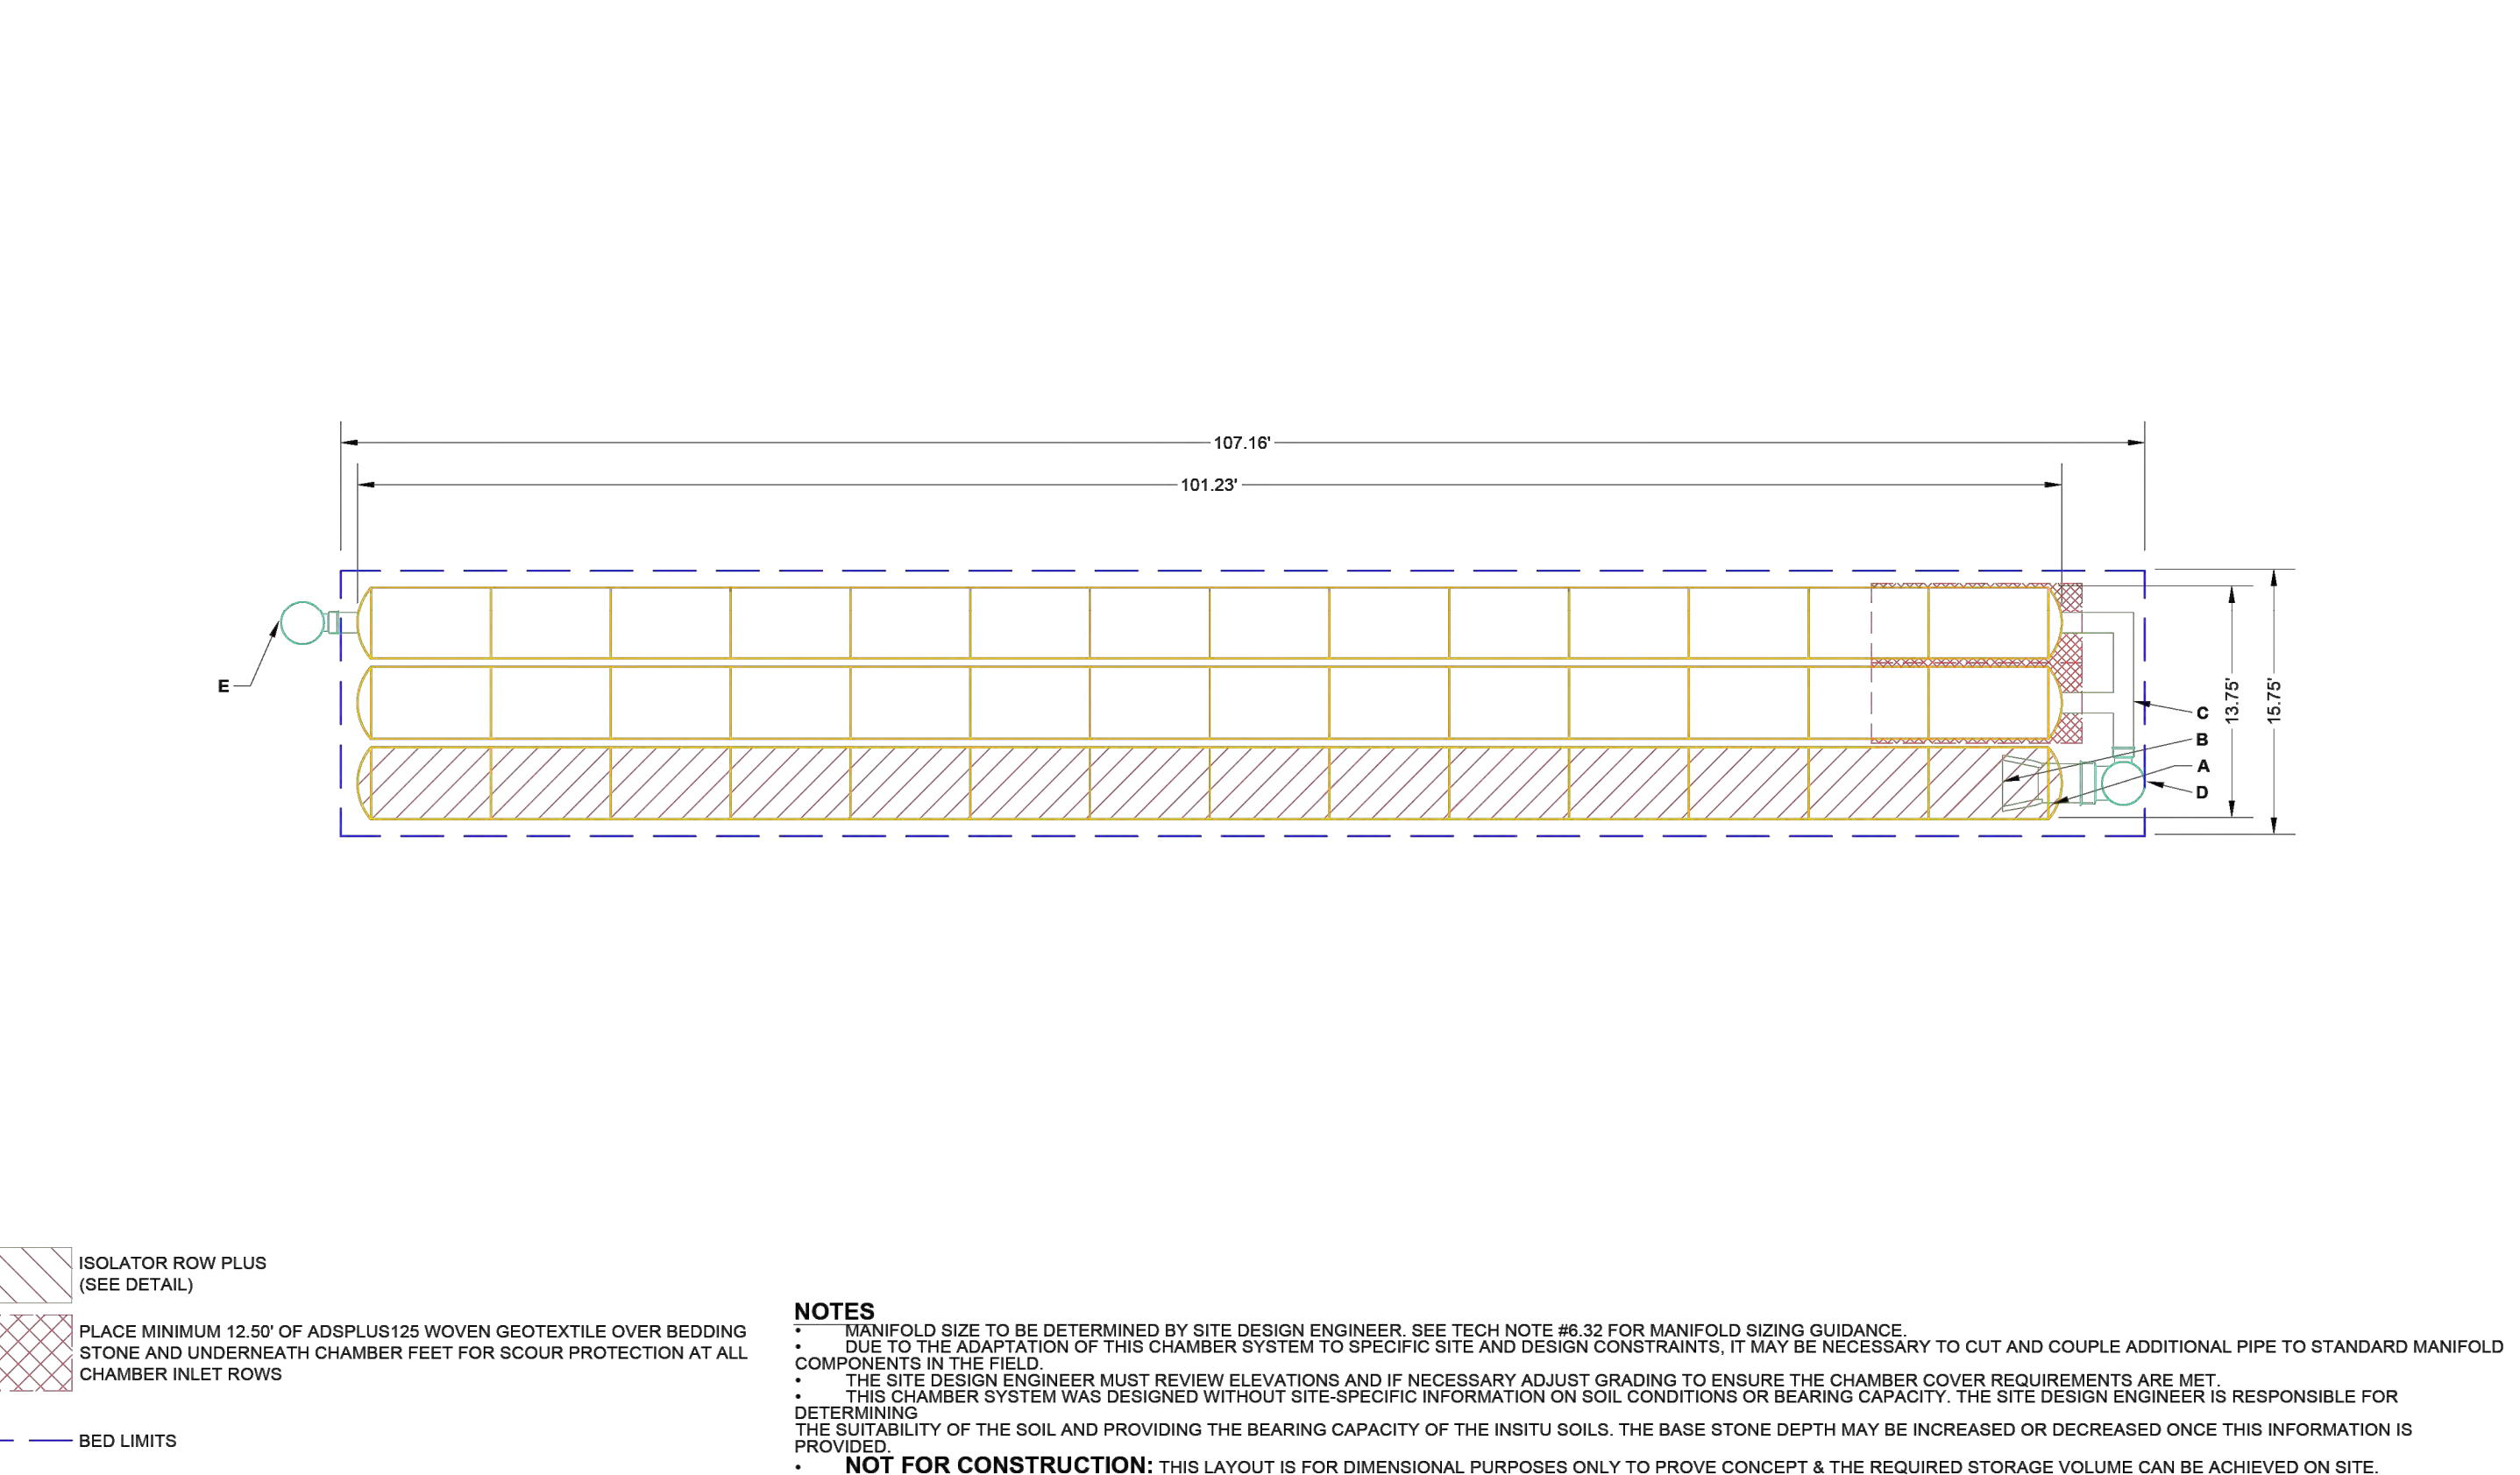 107.16'
101.23'
E
C
B
A
D
13.75'
15.75'
ISOLATOR ROW PLUS
(SEE DETAIL)
PLACE MINIMUM 12.50' OF ADSPLUS125 WOVEN GEOTEXTILE OVER BEDDING
STONE AND UNDERNEATH CHAMBER FEET FOR SCOUR PROTECTION AT ALL
CHAMBER INLET ROWS
BED LIMITS
NOTES
• MANIFOLD SIZE TO BE DETERMINED BY SITE DESIGN ENGINEER. SEE TECH NOTE #6.32 FOR MANIFOLD SIZING GUIDANCE.
• DUE TO THE ADAPTATION OF THIS CHAMBER SYSTEM TO SPECIFIC SITE AND DESIGN CONSTRAINTS, IT MAY BE NECESSARY TO CUT AND COUPLE ADDITIONAL PIPE TO STANDARD MANIFOLD
COMPONENTS IN THE FIELD.
• THE SITE DESIGN ENGINEER MUST REVIEW ELEVATIONS AND IF NECESSARY ADJUST GRADING TO ENSURE THE CHAMBER COVER REQUIREMENTS ARE MET.
• THIS CHAMBER SYSTEM WAS DESIGNED WITHOUT SITE-SPECIFIC INFORMATION ON SOIL CONDITIONS OR BEARING CAPACITY. THE SITE DESIGN ENGINEER IS RESPONSIBLE FOR
DETERMINING
THE SUITABILITY OF THE SOIL AND PROVIDING THE BEARING CAPACITY OF THE INSITU SOILS. THE BASE STONE DEPTH MAY BE INCREASED OR DECREASED ONCE THIS INFORMATION IS
PROVIDED.
• NOT FOR CONSTRUCTION: THIS LAYOUT IS FOR DIMENSIONAL PURPOSES ONLY TO PROVE CONCEPT & THE REQUIRED STORAGE VOLUME CAN BE ACHIEVED ON SITE.